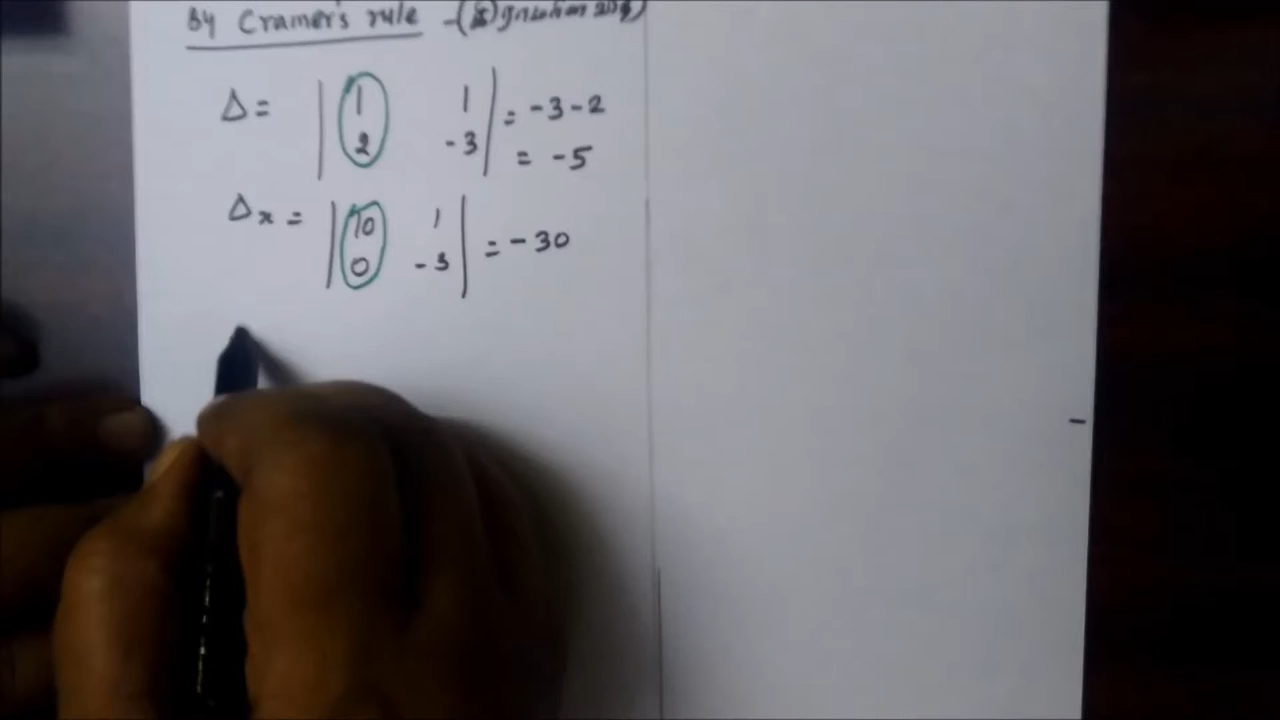 By Cramer's rule
Δ = | 1 1 | = -3-2
| 2 -3 | = -5
Δx = | 10 1 | = -30
| 0 -3 |